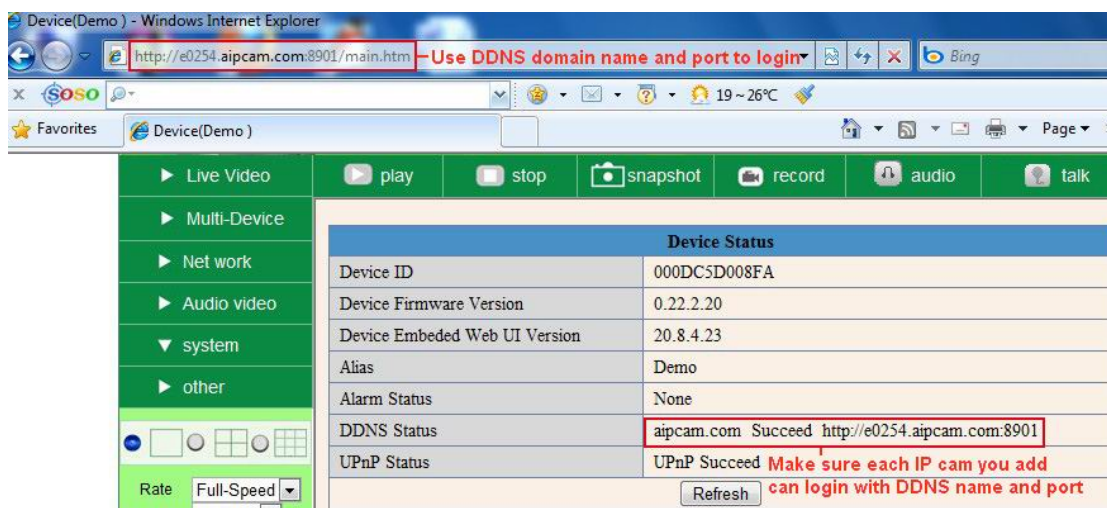 Device(Demo ) - Windows Internet Explorer
http://e0254.aipcam.com:8901/main.htm
Use DDNS domain name and port to login
Bing
x SOSO
19~26℃
Favorites
Device(Demo )
Page
Live Video
play
stop
snapshot
record
audio
talk
Multi-Device
Net work
Audio video
system
other
Device Status
Device ID 000DC5D008FA
Device Firmware Version 0.22.2.20
Device Embeded Web UI Version 20.8.4.23
Alias Demo
Alarm Status None
DDNS Status aipcam.com Succeed http://e0254.aipcam.com:8901
UPnP Status UPnP Succeed
Make sure each IP cam you add
can login with DDNS name and port
Refresh
Rate Full-Speed